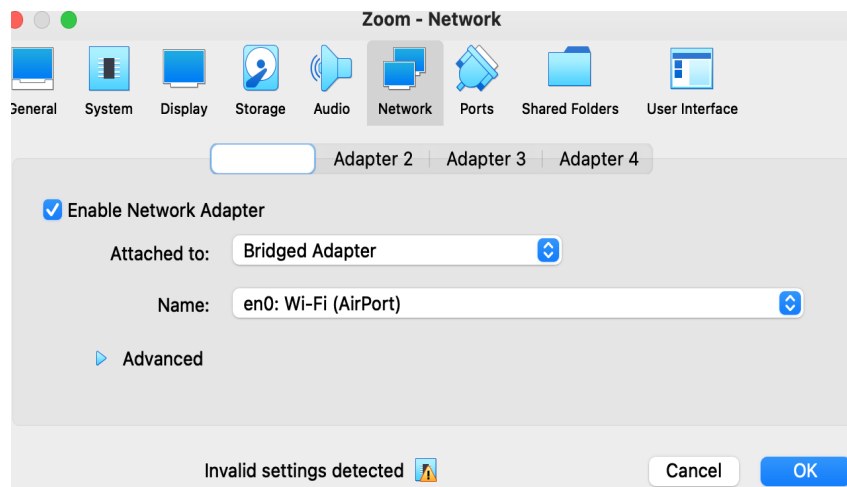 Zoom - Network
General System Display Storage Audio Network Ports Shared Folders User Interface
Adapter 2 Adapter 3 Adapter 4
Enable Network Adapter
Attached to: Bridged Adapter
Name: en0: Wi-Fi (AirPort)
Advanced
Invalid settings detected
Cancel OK